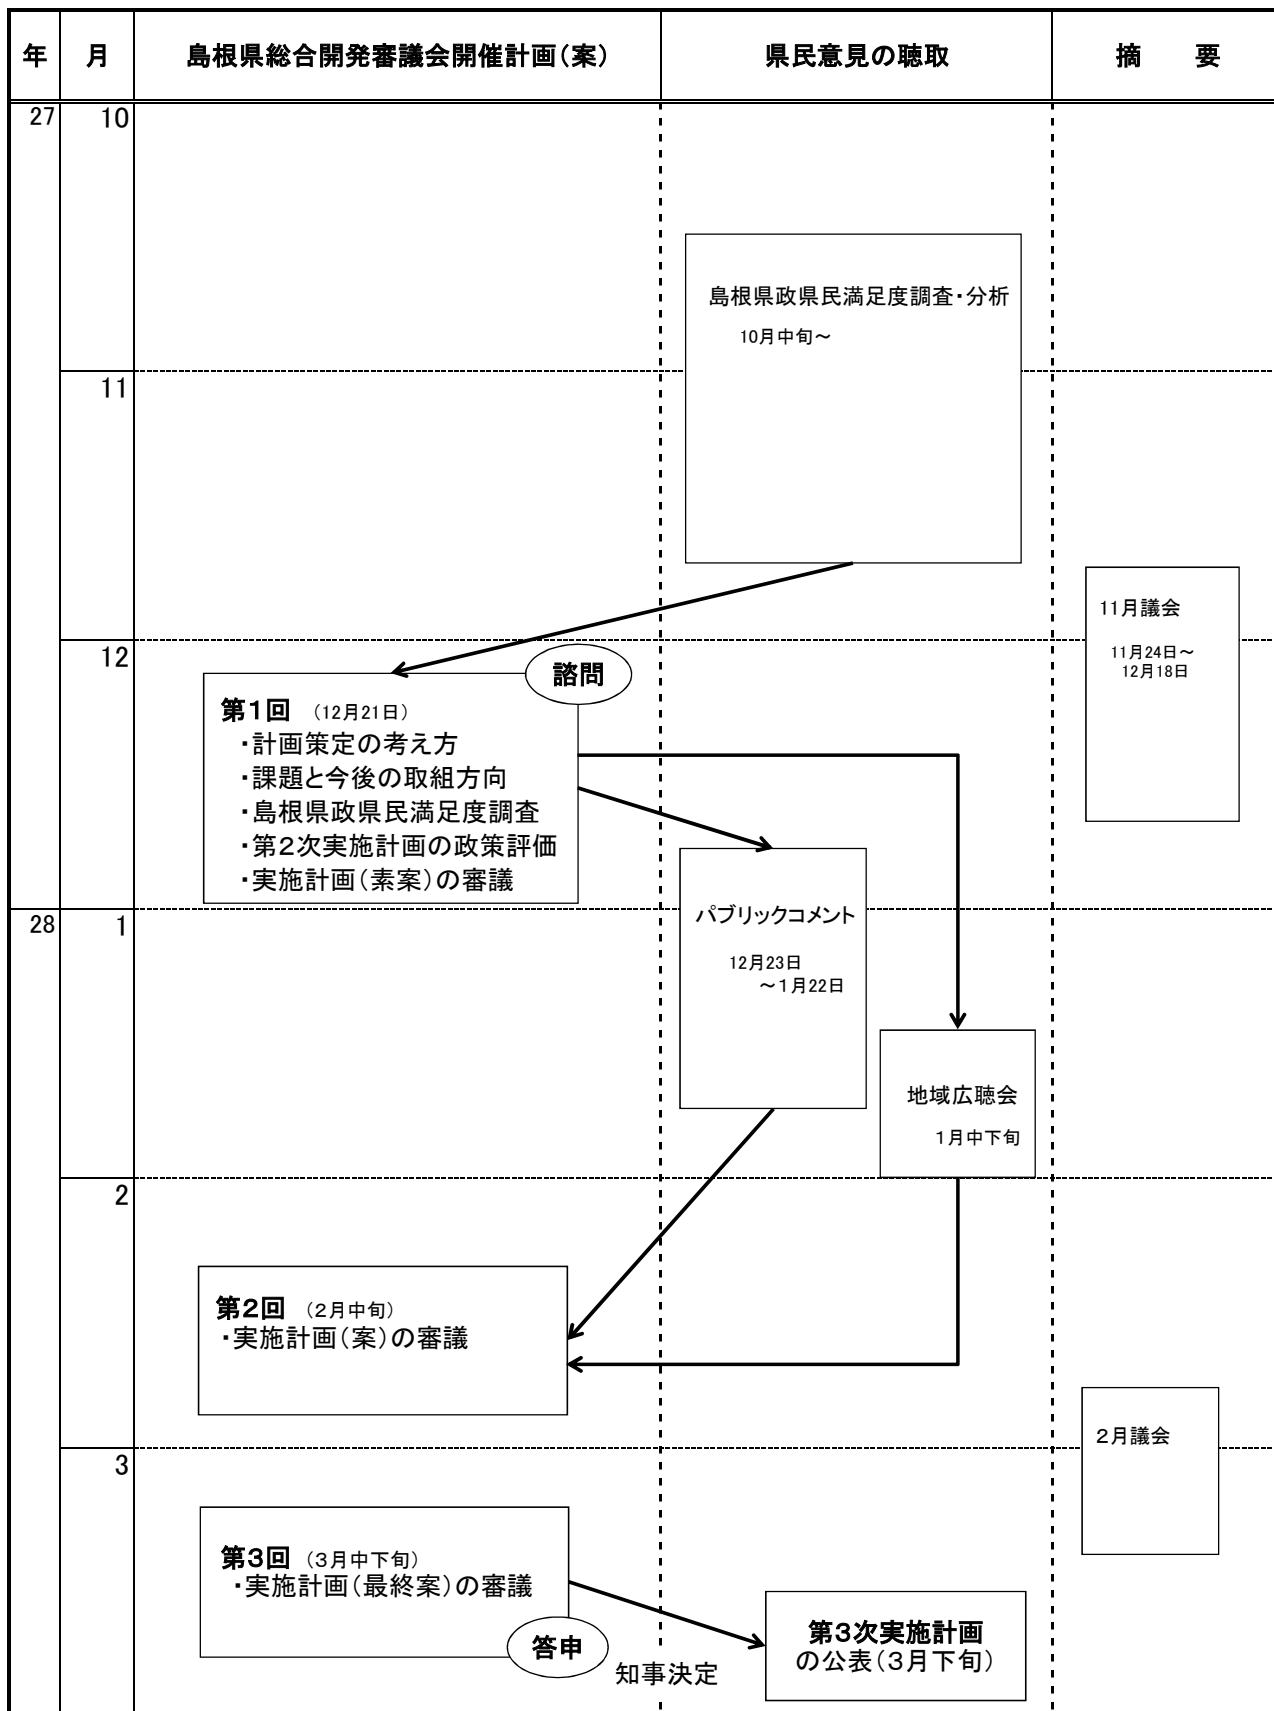 年 月 島根県総合開発審議会開催計画(案) 県民意見の聴取 摘 要
27 10
島根県政県民満足度調査・分析
10月中旬～
11
11月議会
11月24日～
12月18日
12
諮問
第１回 （12月21日）
・計画策定の考え方
・課題と今後の取組方向
・島根県政県民満足度調査
・第２次実施計画の政策評価
・実施計画（素案）の審議
28 1
パブリックコメント
12月23日
～１月22日
地域広聴会
１月中下旬
2
第２回 （２月中旬）
・実施計画（案）の審議
２月議会
3
第３回 （３月中下旬）
・実施計画（最終案）の審議
答申
知事決定
第３次実施計画
の公表（３月下旬）